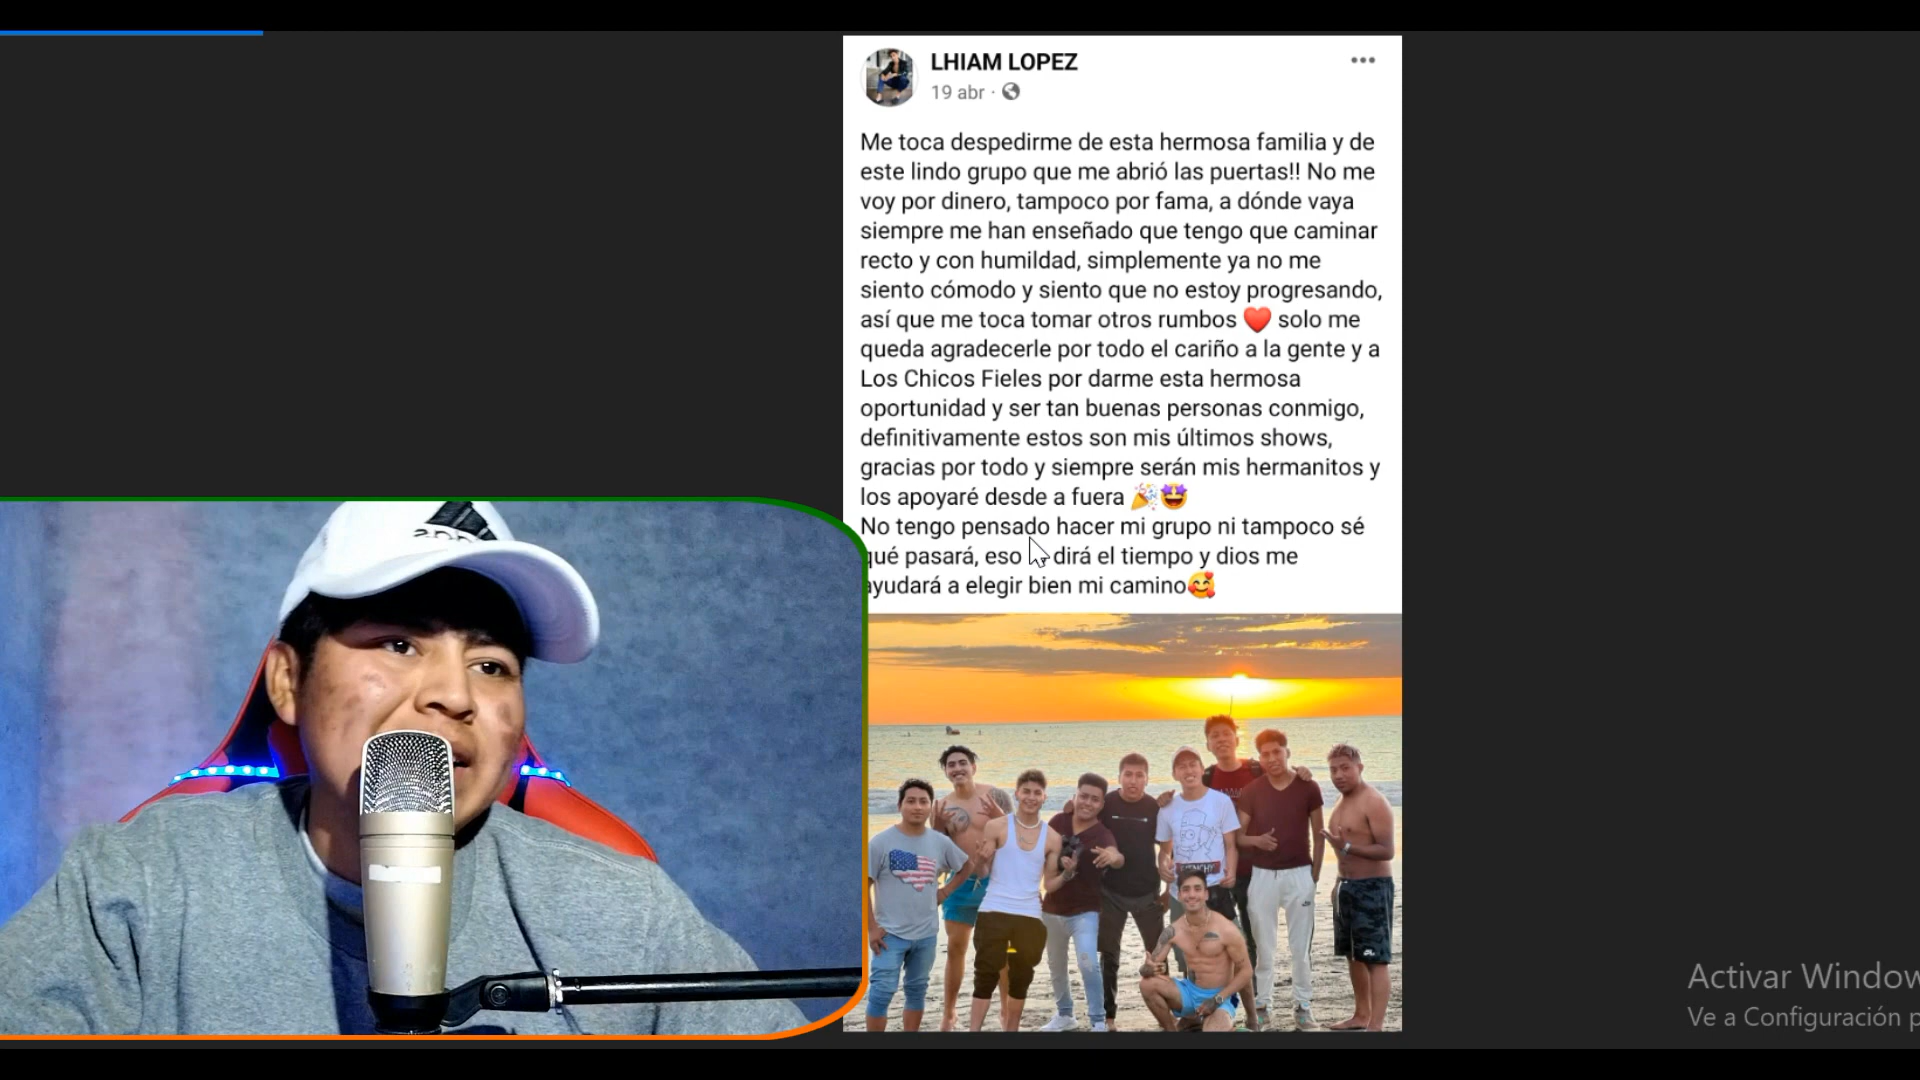 LHIAM LOPEZ
19 abr ·
Me toca despedirme de esta hermosa familia y de
este lindo grupo que me abrió las puertas!! No me
voy por dinero, tampoco por fama, a dónde vaya
siempre me han enseñado que tengo que caminar
recto y con humildad, simplemente ya no me
siento cómodo y siento que no estoy progresando,
así que me toca tomar otros rumbos ❤️ solo me
queda agradecerle por todo el cariño a la gente y a
Los Chicos Fieles por darme esta hermosa
oportunidad y ser tan buenas personas conmigo,
definitivamente estos son mis últimos shows,
gracias por todo y siempre serán mis hermanitos y
los apoyaré desde a fuera 🎉🤩
No tengo pensado hacer mi grupo ni tampoco sé
qué pasará, eso dirá el tiempo y dios me
ayudará a elegir bien mi camino🥰
Activar Window
Ve a Configuración p